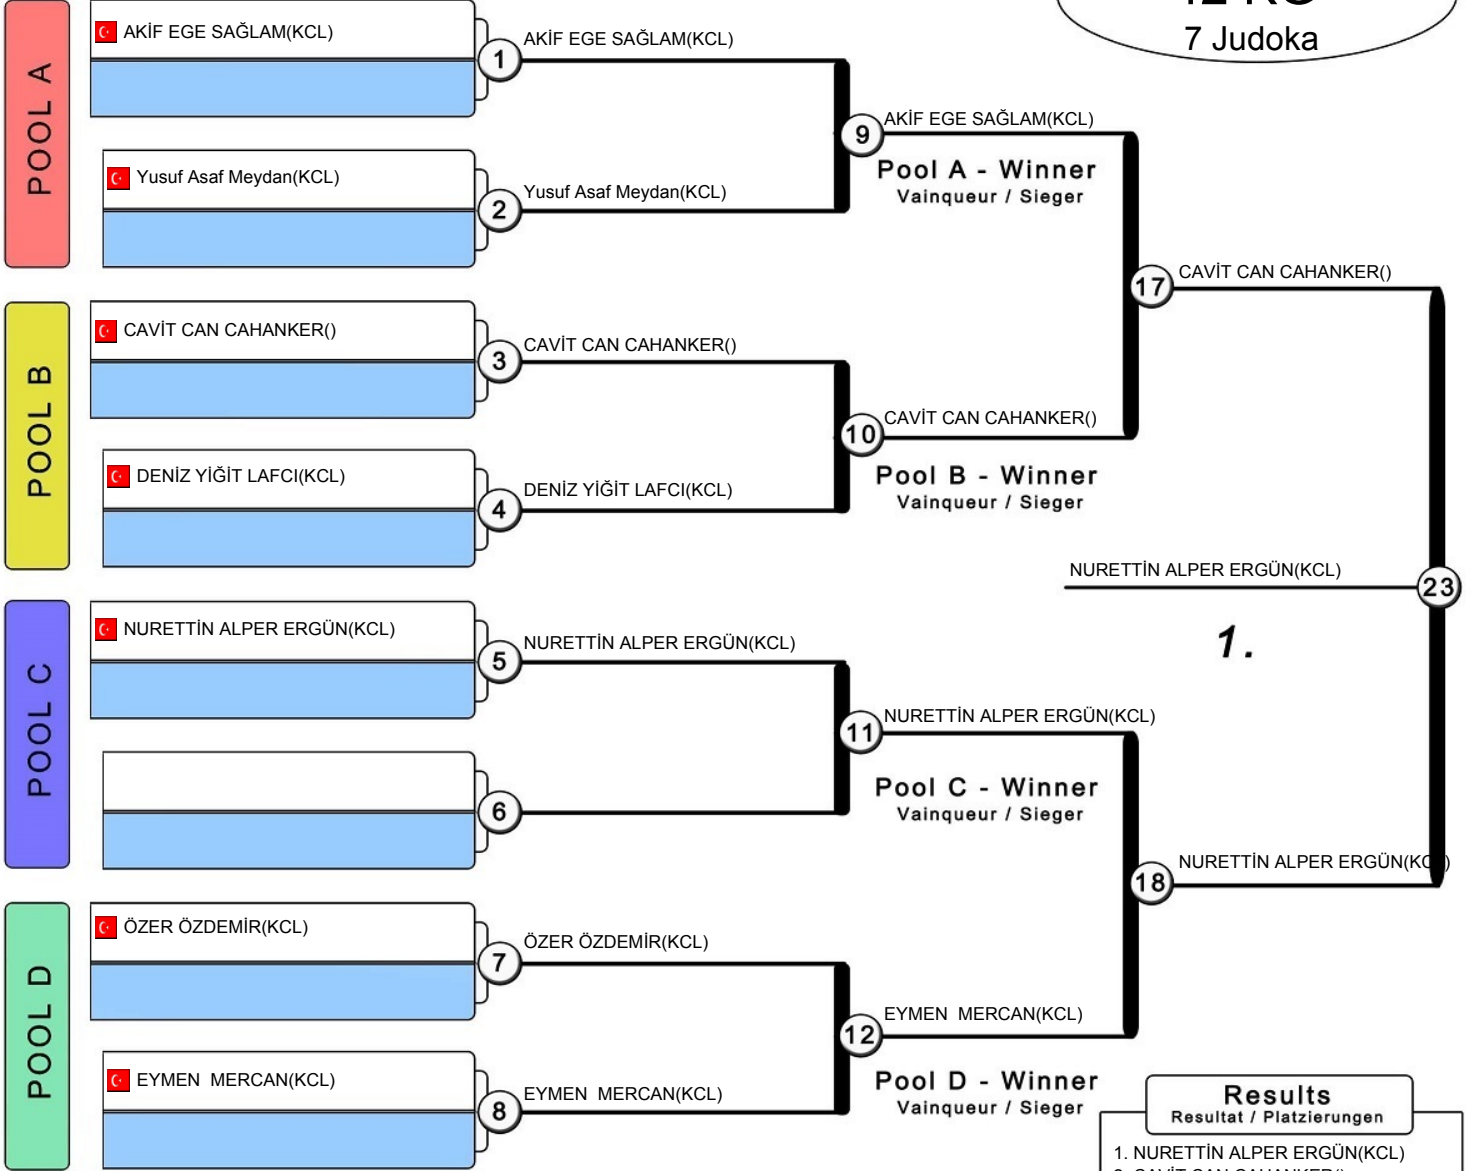 7 Judoka
POOL A
AKİF EGE SAĞLAM(KCL)
1
AKİF EGE SAĞLAM(KCL)
Yusuf Asaf Meydan(KCL)
2
Yusuf Asaf Meydan(KCL)
9
AKİF EGE SAĞLAM(KCL)
Pool A - Winner
Vainqueur / Sieger
POOL B
CAVİT CAN CAHANKER()
3
CAVİT CAN CAHANKER()
DENİZ YİĞİT LAFCI(KCL)
4
DENİZ YİĞİT LAFCI(KCL)
10
CAVİT CAN CAHANKER()
Pool B - Winner
Vainqueur / Sieger
17
CAVİT CAN CAHANKER()
NURETTİN ALPER ERGÜN(KCL)
23
1.
POOL C
NURETTİN ALPER ERGÜN(KCL)
5
NURETTİN ALPER ERGÜN(KCL)
6
11
NURETTİN ALPER ERGÜN(KCL)
Pool C - Winner
Vainqueur / Sieger
18
NURETTİN ALPER ERGÜN(KCL)
POOL D
ÖZER ÖZDEMİR(KCL)
7
ÖZER ÖZDEMİR(KCL)
EYMEN MERCAN(KCL)
8
EYMEN MERCAN(KCL)
12
EYMEN MERCAN(KCL)
Pool D - Winner
Vainqueur / Sieger
Results
Resultat / Platzierungen
1. NURETTİN ALPER ERGÜN(KCL)